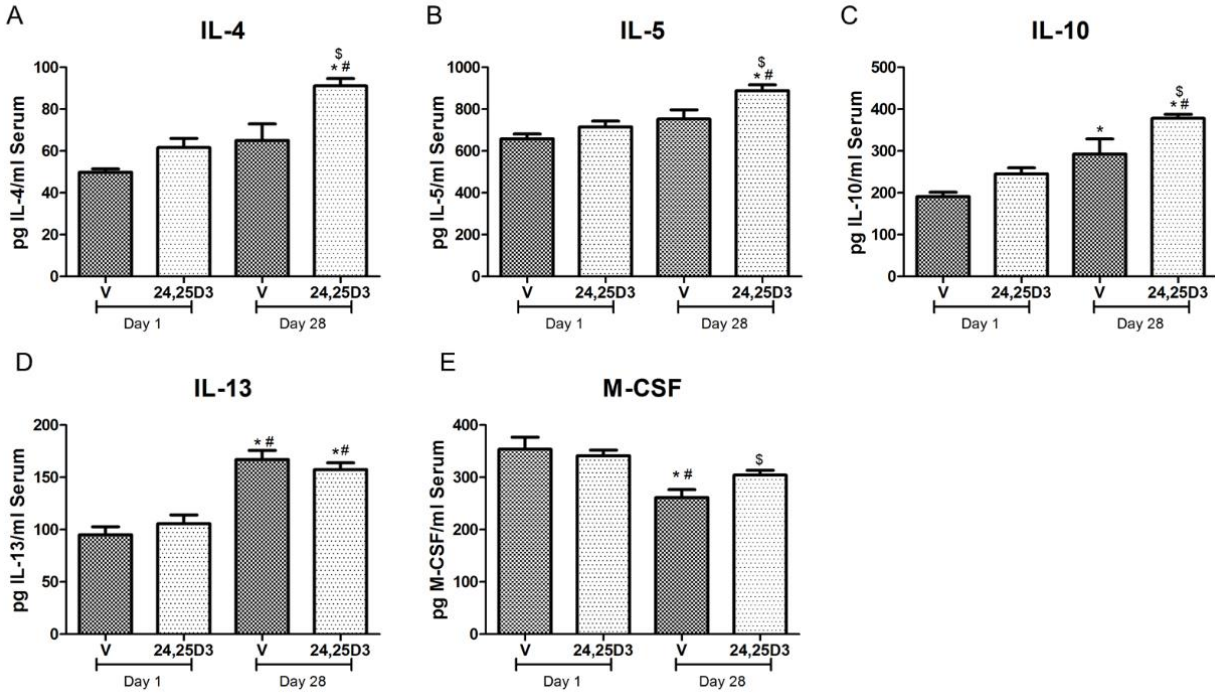 A
IL-4
pg IL-4/ml Serum
100
80
60
40
20
0
$
* #
V 24,25D3 V 24,25D3
Day 1 Day 28
B
IL-5
pg IL-5/ml Serum
1000
800
600
400
200
0
$
* #
V 24,25D3 V 24,25D3
Day 1 Day 28
C
IL-10
pg IL-10/ml Serum
500
400
300
200
100
0
$
* #
*
V 24,25D3 V 24,25D3
Day 1 Day 28
D
IL-13
pg IL-13/ml Serum
200
150
100
50
0
* # *#
V 24,25D3 V 24,25D3
Day 1 Day 28
E
M-CSF
pg M-CSF/ml Serum
400
300
200
100
0
* # $
V 24,25D3 V 24,25D3
Day 1 Day 28